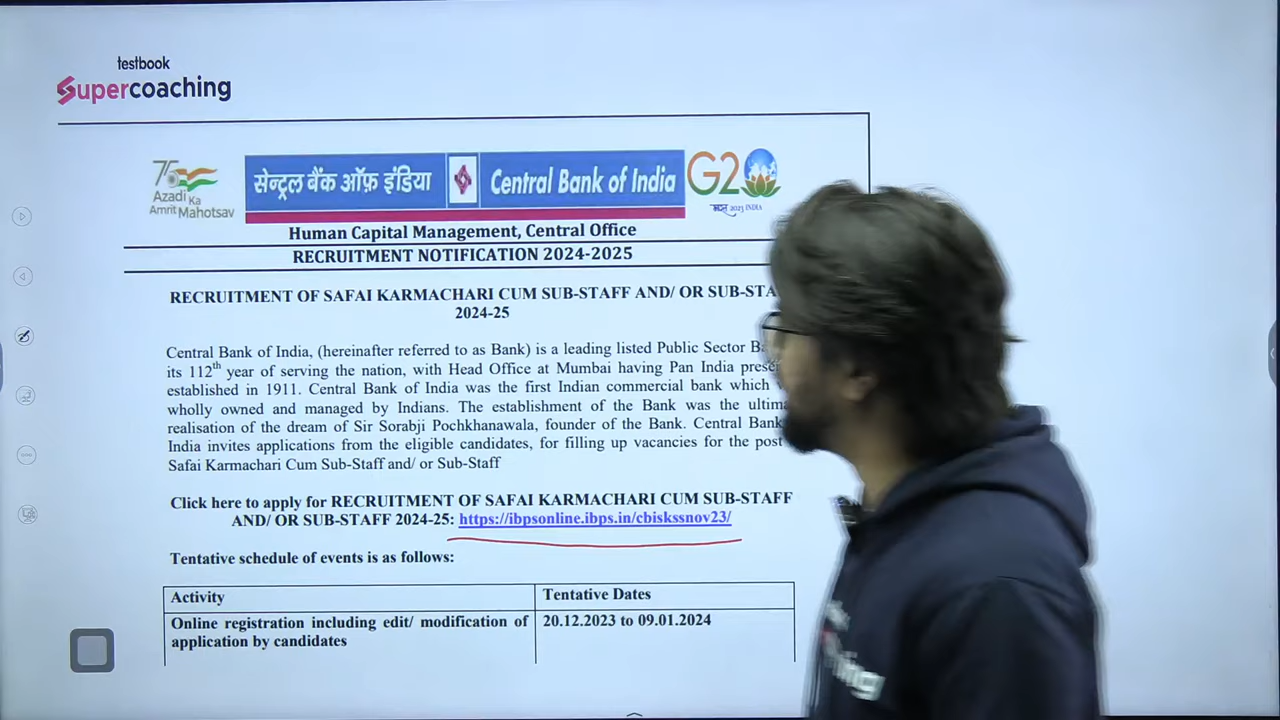 testbook
Supercoaching
75
Azadi Ka
Amrit Mahotsav
सेन्ट्रल बैंक ऑफ़ इंडिया
Central Bank of India
G20
भारत 2023 INDIA
Human Capital Management, Central Office
RECRUITMENT NOTIFICATION 2024-2025
RECRUITMENT OF SAFAI KARMACHARI CUM SUB-STAFF AND/ OR
2024-25
Central Bank of India, (hereinafter referred to as Bank) is a leading listed Public Sector
its 112th year of serving the nation, with Head Office at Mumbai having Pan India
established in 1911. Central Bank of India was the first Indian commercial bank which
wholly owned and managed by Indians. The establishment of the Bank was the
realisation of the dream of Sir Sorabji Pochkhanawala, founder of the Bank. Central Bank
India invites applications from the eligible candidates, for filling up vacancies for the post
Safai Karmachari Cum Sub-Staff and/ or Sub-Staff
Click here to apply for RECRUITMENT OF SAFAI KARMACHARI CUM SUB-STAFF
AND/ OR SUB-STAFF 2024-25: https://ibpsonline.ibps.in/cbiskssnov23/
Tentative schedule of events is as follows:
Activity
Tentative Dates
Online registration including edit/ modification of
application by candidates
20.12.2023 to 09.01.2024